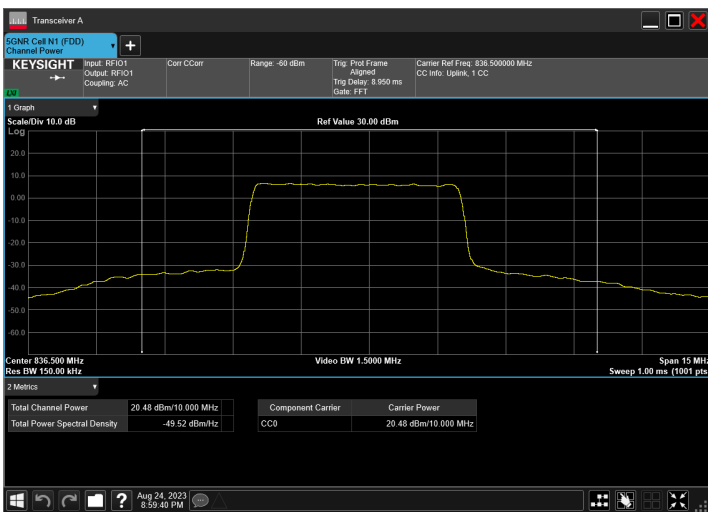 Transceiver A
5GNR Cell N1 (FDD)
Channel Power
KEYSIGHT
LXI
Input: RFIO1
Output: RFIO1
Coupling: AC
Corr CCorr
Range: -60 dBm
Trig: Prot Frame
Aligned
Trig Delay: 8.950 ms
Gate: FFT
Carrier Ref Freq: 836.500000 MHz
CC Info: Uplink, 1 CC
1 Graph
Scale/Div 10.0 dB
Ref Value 30.00 dBm
Log
20.0
10.0
0.00
-10.0
-20.0
-30.0
-40.0
-50.0
-60.0
Center 836.500 MHz
Video BW 1.5000 MHz
Span 15 MHz
Res BW 150.00 kHz
Sweep 1.00 ms (1001 pts
2 Metrics
Total Channel Power 20.48 dBm/10.000 MHz
Total Power Spectral Density -49.52 dBm/Hz
Component Carrier Carrier Power
CC0 20.48 dBm/10.000 MHz
Aug 24, 2023
8:59:40 PM